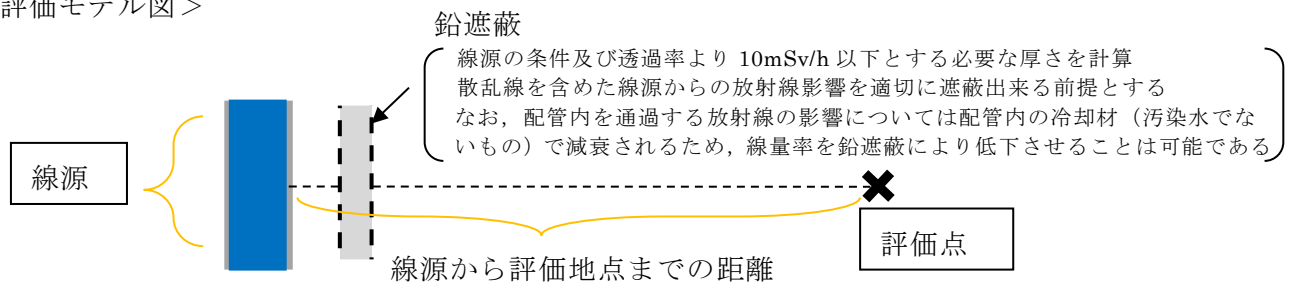 評価モデル図＞
鉛遮蔽
線源の条件及び透過率より 10mSv/h 以下とする必要な厚さを計算
散乱線を含めた線源からの放射線影響を適切に遮蔽出来る前提とする
なお，配管内を通過する放射線の影響については配管内の冷却材（汚染水でな
いもの）で減衰されるため，線量率を鉛遮蔽により低下させることは可能である
線源
評価点
線源から評価地点までの距離